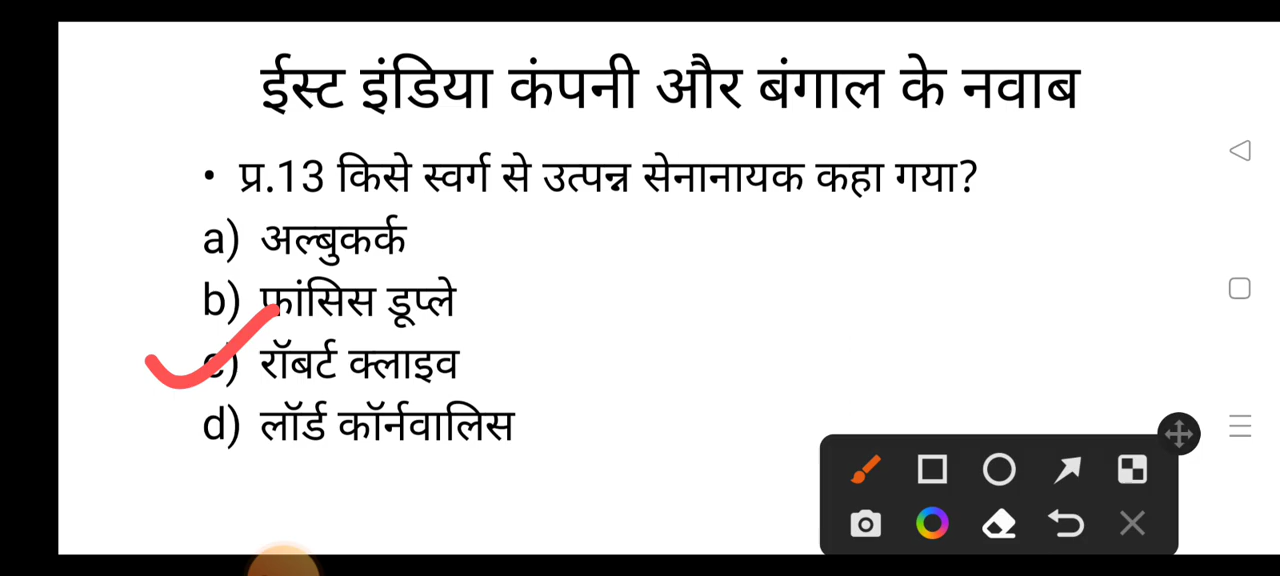 ईस्ट इंडिया कंपनी और बंगाल के नवाब
• प्र.13 किसे स्वर्ग से उत्पन्न सेनानायक कहा गया?
a) अल्बुकर्क
b) फ्रांसिस डूप्ले
c) रॉबर्ट क्लाइव
d) लॉर्ड कॉर्नवालिस